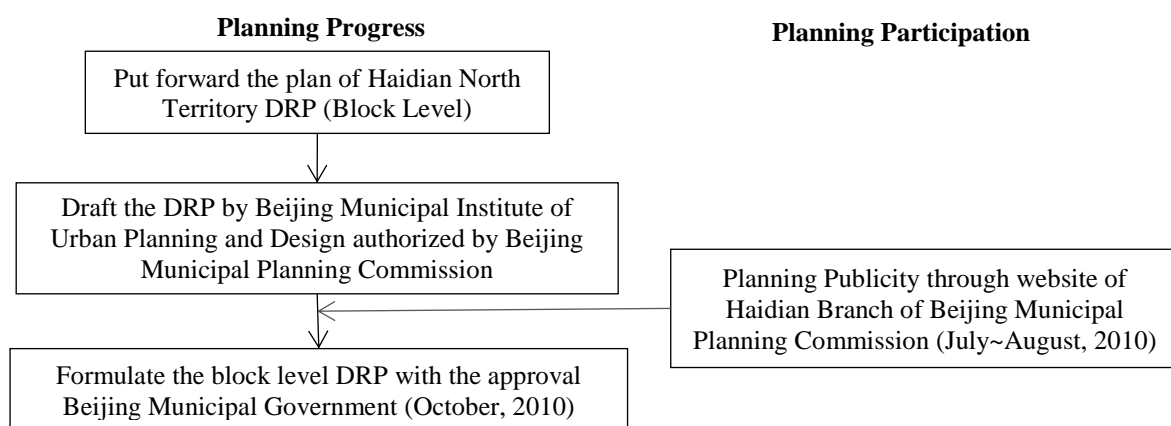 Planning Progress
Planning Participation
Put forward the plan of Haidian North
Territory DRP (Block Level)
Draft the DRP by Beijing Municipal Institute of
Urban Planning and Design authorized by Beijing
Municipal Planning Commission
Planning Publicity through website of
Haidian Branch of Beijing Municipal
Planning Commission (July~August, 2010)
Formulate the block level DRP with the approval
Beijing Municipal Government (October, 2010)